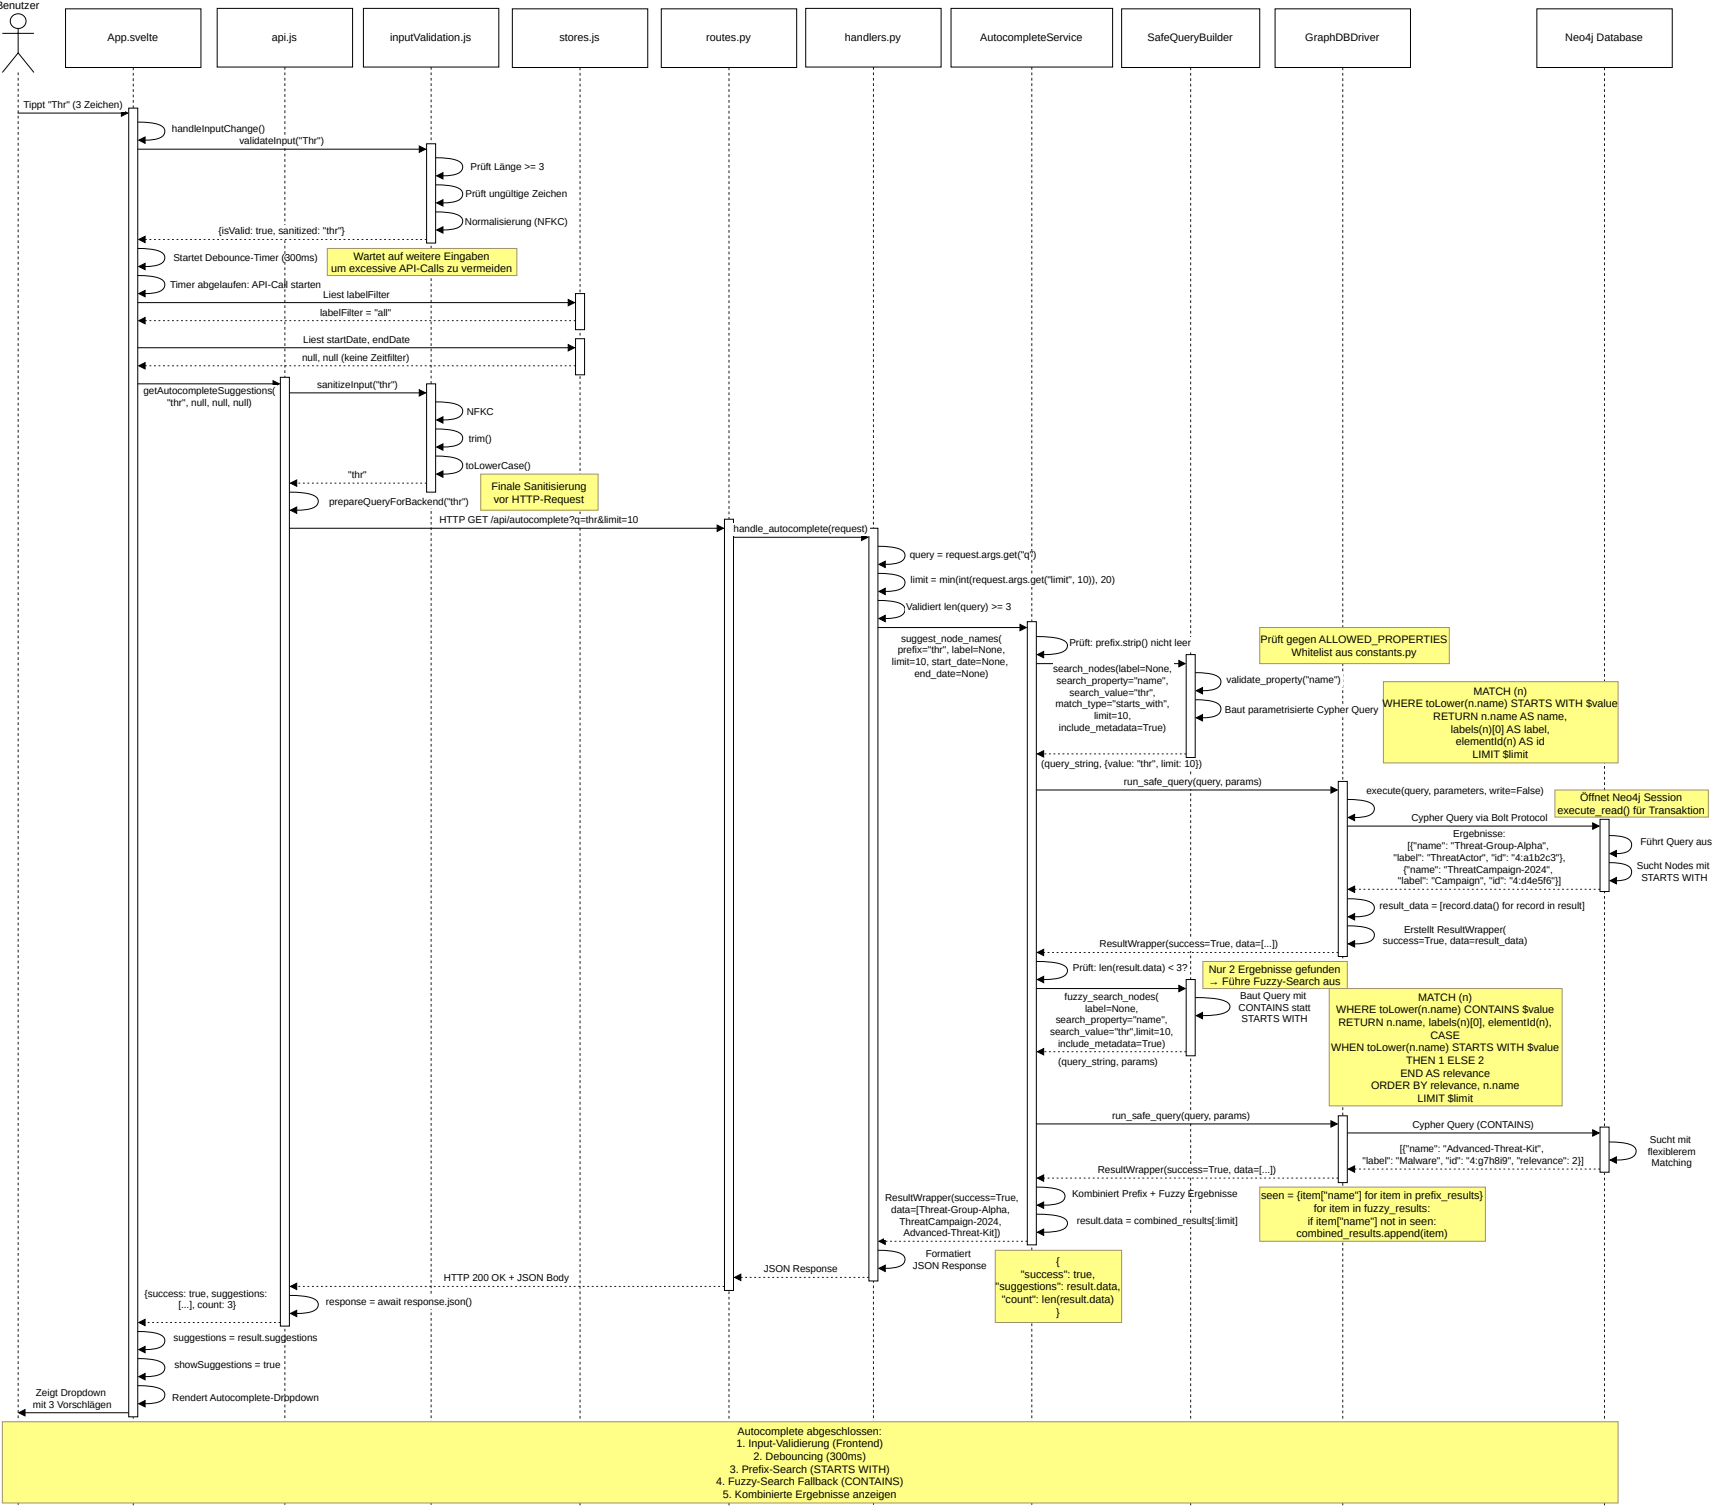 Benutzer
App.svelte
api.js
inputValidation.js
stores.js
routes.py
handlers.py
AutocompleteService
SafeQueryBuilder
GraphDBDriver
Neo4j Database
Tippt "Thr" (3 Zeichen)
handleInputChange()
validateInput("Thr")
Prüft Länge >= 3
Prüft ungültige Zeichen
Normalisierung (NFKC)
{isValid: true, sanitized: "thr"}
Startet Debounce-Timer (300ms)
Wartet auf weitere Eingaben
um excessive API-Calls zu vermeiden
Timer abgelaufen: API-Call starten
Liest labelFilter
labelFilter = "all"
Liest startDate, endDate
null, null (keine Zeitfilter)
getAutocompleteSuggestions(
"thr", null, null, null)
sanitizeInput("thr")
NFKC
trim()
toLowerCase()
"thr"
Finale Sanitisierung
vor HTTP-Request
prepareQueryForBackend("thr")
HTTP GET /api/autocomplete?q=thr&limit=10
handle_autocomplete(request)
query = request.args.get("q")
limit = min(int(request.args.get("limit", 10)), 20)
Validiert len(query) >= 3
suggest_node_names(
prefix="thr", label=None,
limit=10, start_date=None,
end_date=None)
Prüft: prefix.strip() nicht leer
search_nodes(label=None,
search_property="name",
search_value="thr",
match_type="starts_with",
limit=10,
include_metadata=True)
Prüft gegen ALLOWED_PROPERTIES
Whitelist aus constants.py
validate_property("name")
Baut parametrisierte Cypher Query
MATCH (n)
WHERE toLower(n.name) STARTS WITH $value
RETURN n.name AS name,
labels(n)[0] AS label,
elementId(n) AS id
LIMIT $limit
(query_string, {value: "thr", limit: 10})
run_safe_query(query, params)
execute(query, parameters, write=False)
Öffnet Neo4j Session
execute_read() für Transaktion
Cypher Query via Bolt Protocol
Führt Query aus
Sucht Nodes mit
STARTS WITH
Ergebnisse:
[{"name": "Threat-Group-Alpha",
"label": "ThreatActor", "id": "4:a1b2c3"},
{"name": "ThreatCampaign-2024",
"label": "Campaign", "id": "4:d4e5f6"}]
result_data = [record.data() for record in result]
Erstellt ResultWrapper(
success=True, data=result_data)
ResultWrapper(success=True, data=[...])
Prüft: len(result.data) < 3?
Nur 2 Ergebnisse gefunden
→ Führe Fuzzy-Search aus
fuzzy_search_nodes(
label=None,
search_property="name",
search_value="thr",limit=10,
include_metadata=True)
Baut Query mit
CONTAINS statt
STARTS WITH
MATCH (n)
WHERE toLower(n.name) CONTAINS $value
RETURN n.name, labels(n)[0], elementId(n),
CASE
WHEN toLower(n.name) STARTS WITH $value
THEN 1 ELSE 2
END AS relevance
ORDER BY relevance, n.name
LIMIT $limit
(query_string, params)
run_safe_query(query, params)
Cypher Query (CONTAINS)
Sucht mit
flexiblerem
Matching
[{"name": "Advanced-Threat-Kit",
"label": "Malware", "id": "4:g7h8i9", "relevance": 2}]
ResultWrapper(success=True, data=[...])
Kombiniert Prefix + Fuzzy Ergebnisse
seen = {item["name"] for item in prefix_results}
for item in fuzzy_results:
if item["name"] not in seen:
combined_results.append(item)
result.data = combined_results[:limit]
ResultWrapper(success=True,
data=[Threat-Group-Alpha,
ThreatCampaign-2024,
Advanced-Threat-Kit])
Formatiert
JSON Response
{
"success": true,
"suggestions": result.data,
"count": len(result.data)
}
JSON Response
HTTP 200 OK + JSON Body
response = await response.json()
{success: true, suggestions:
[...], count: 3}
suggestions = result.suggestions
showSuggestions = true
Rendert Autocomplete-Dropdown
Zeigt Dropdown
mit 3 Vorschlägen
Autocomplete abgeschlossen:
1. Input-Validierung (Frontend)
2. Debouncing (300ms)
3. Prefix-Search (STARTS WITH)
4. Fuzzy-Search Fallback (CONTAINS)
5. Kombinierte Ergebnisse anzeigen